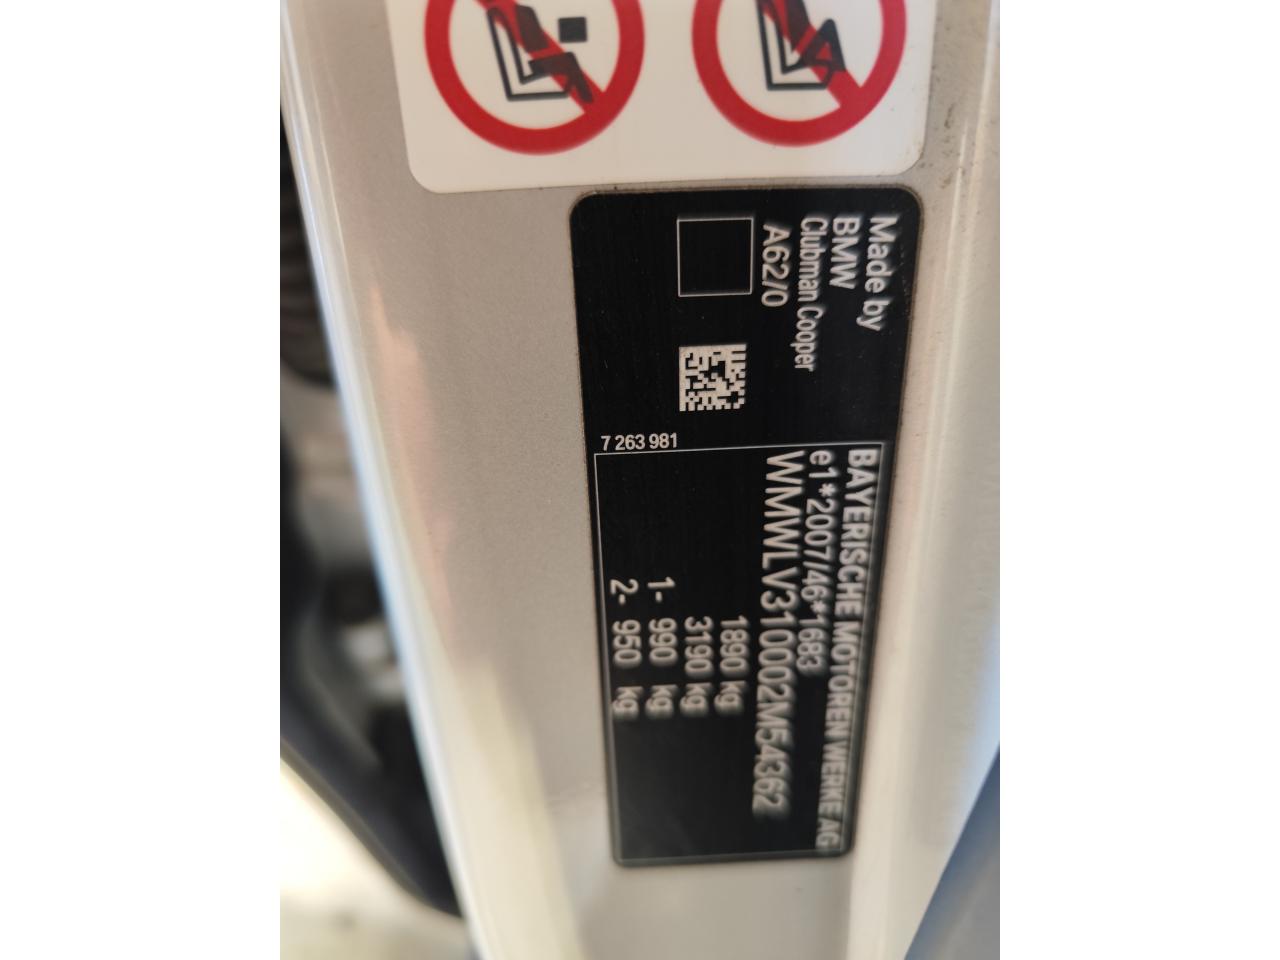 Made by
BMW
Clubman Cooper
A62/0
7 263 981
BAYERISCHE MOTOREN WERKE AG
e1*2007/46*1683
WMWLV310002M54362
1890 kg
3190 kg
1- 990 kg
2- 950 kg